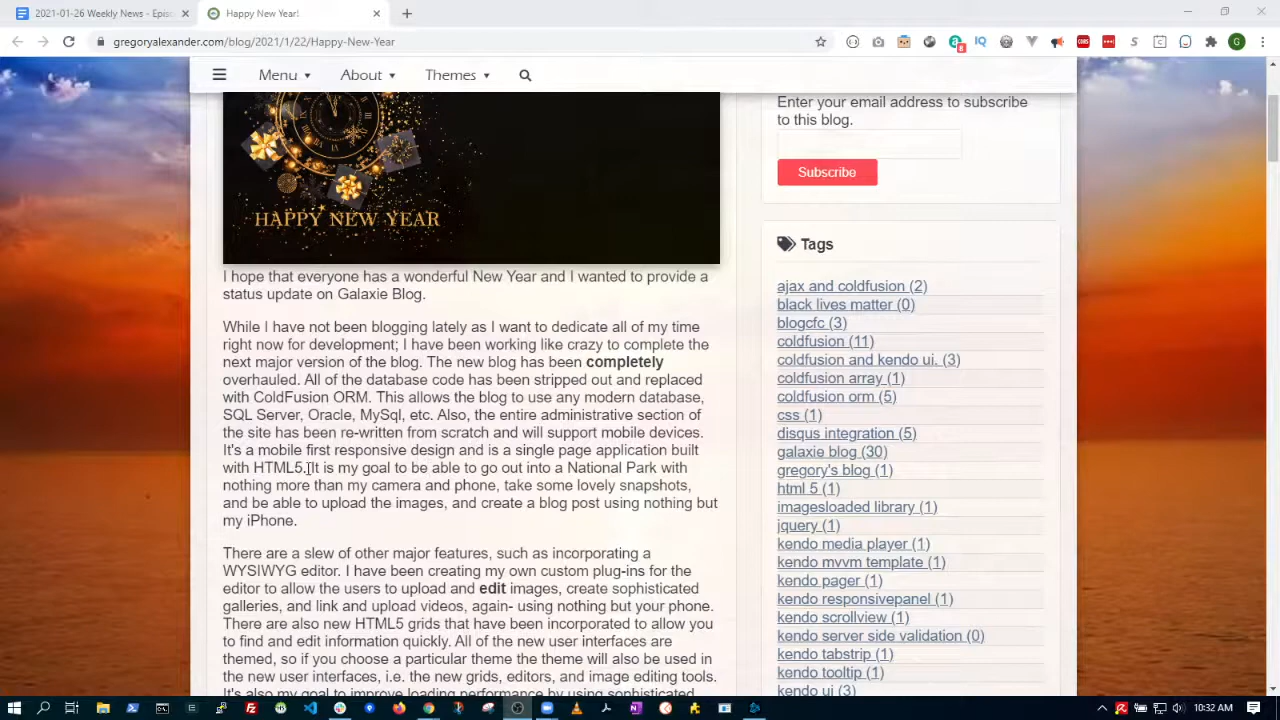 2021-01-26 Weekly News - Episo
Happy New Year!
gregoryalexander.com/blog/2021/1/22/Happy-New-Year
Menu
About
Themes
HAPPY NEW YEAR
I hope that everyone has a wonderful New Year and I wanted to provide a
status update on Galaxie Blog.
While I have not been blogging lately as I want to dedicate all of my time
right now for development; I have been working like crazy to complete the
next major version of the blog. The new blog has been completely
overhauled. All of the database code has been stripped out and replaced
with ColdFusion ORM. This allows the blog to use any modern database,
SQL Server, Oracle, MySql, etc. Also, the entire administrative section of
the site has been re-written from scratch and will support mobile devices.
It's a mobile first responsive design and is a single page application built
with HTML5. It is my goal to be able to go out into a National Park with
nothing more than my camera and phone, take some lovely snapshots,
and be able to upload the images, and create a blog post using nothing but
my iPhone.
There are a slew of other major features, such as incorporating a
WYSIWYG editor. I have been creating my own custom plug-ins for the
editor to allow the users to upload and edit images, create sophisticated
galleries, and link and upload videos, again- using nothing but your phone.
There are also new HTML5 grids that have been incorporated to allow you
to find and edit information quickly. All of the new user interfaces are
themed, so if you choose a particular theme the theme will also be used in
the new user interfaces, i.e. the new grids, editors, and image editing tools.
It's also my goal to improve loading performance by using sophisticated
Enter your email address to subscribe
to this blog.
Subscribe
Tags
ajax and coldfusion (2)
black lives matter (0)
blogcfc (3)
coldfusion (11)
coldfusion and kendo ui. (3)
coldfusion array (1)
coldfusion orm (5)
css (1)
disqus integration (5)
galaxie blog (30)
gregory's blog (1)
html 5 (1)
imagesloaded library (1)
jquery (1)
kendo media player (1)
kendo mvvm template (1)
kendo pager (1)
kendo responsivepanel (1)
kendo scrollview (1)
kendo server side validation (0)
kendo tabstrip (1)
kendo tooltip (1)
kendo ui (3)
10:32 AM